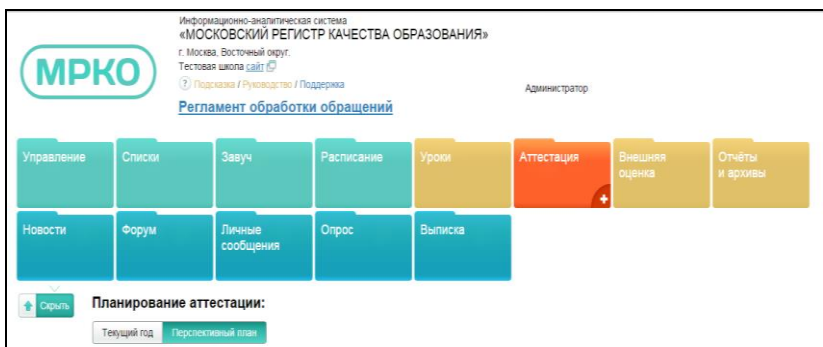 Информационно-аналитическая система
«МОСКОВСКИЙ РЕГИСТР КАЧЕСТВА ОБРАЗОВАНИЯ»
г. Москва, Восточный округ.
Тестовая школа сайт
МРКО
? Подсказка / Руководство / Поддержка
Администратор
Регламент обработки обращений
Управление Списки Завуч Расписание Уроки Аттестация Внешняя оценка Отчёты и архивы
Новости Форум Личные сообщения Опрос Выписка
Скрыть Планирование аттестации:
Текущий год Перспективный план